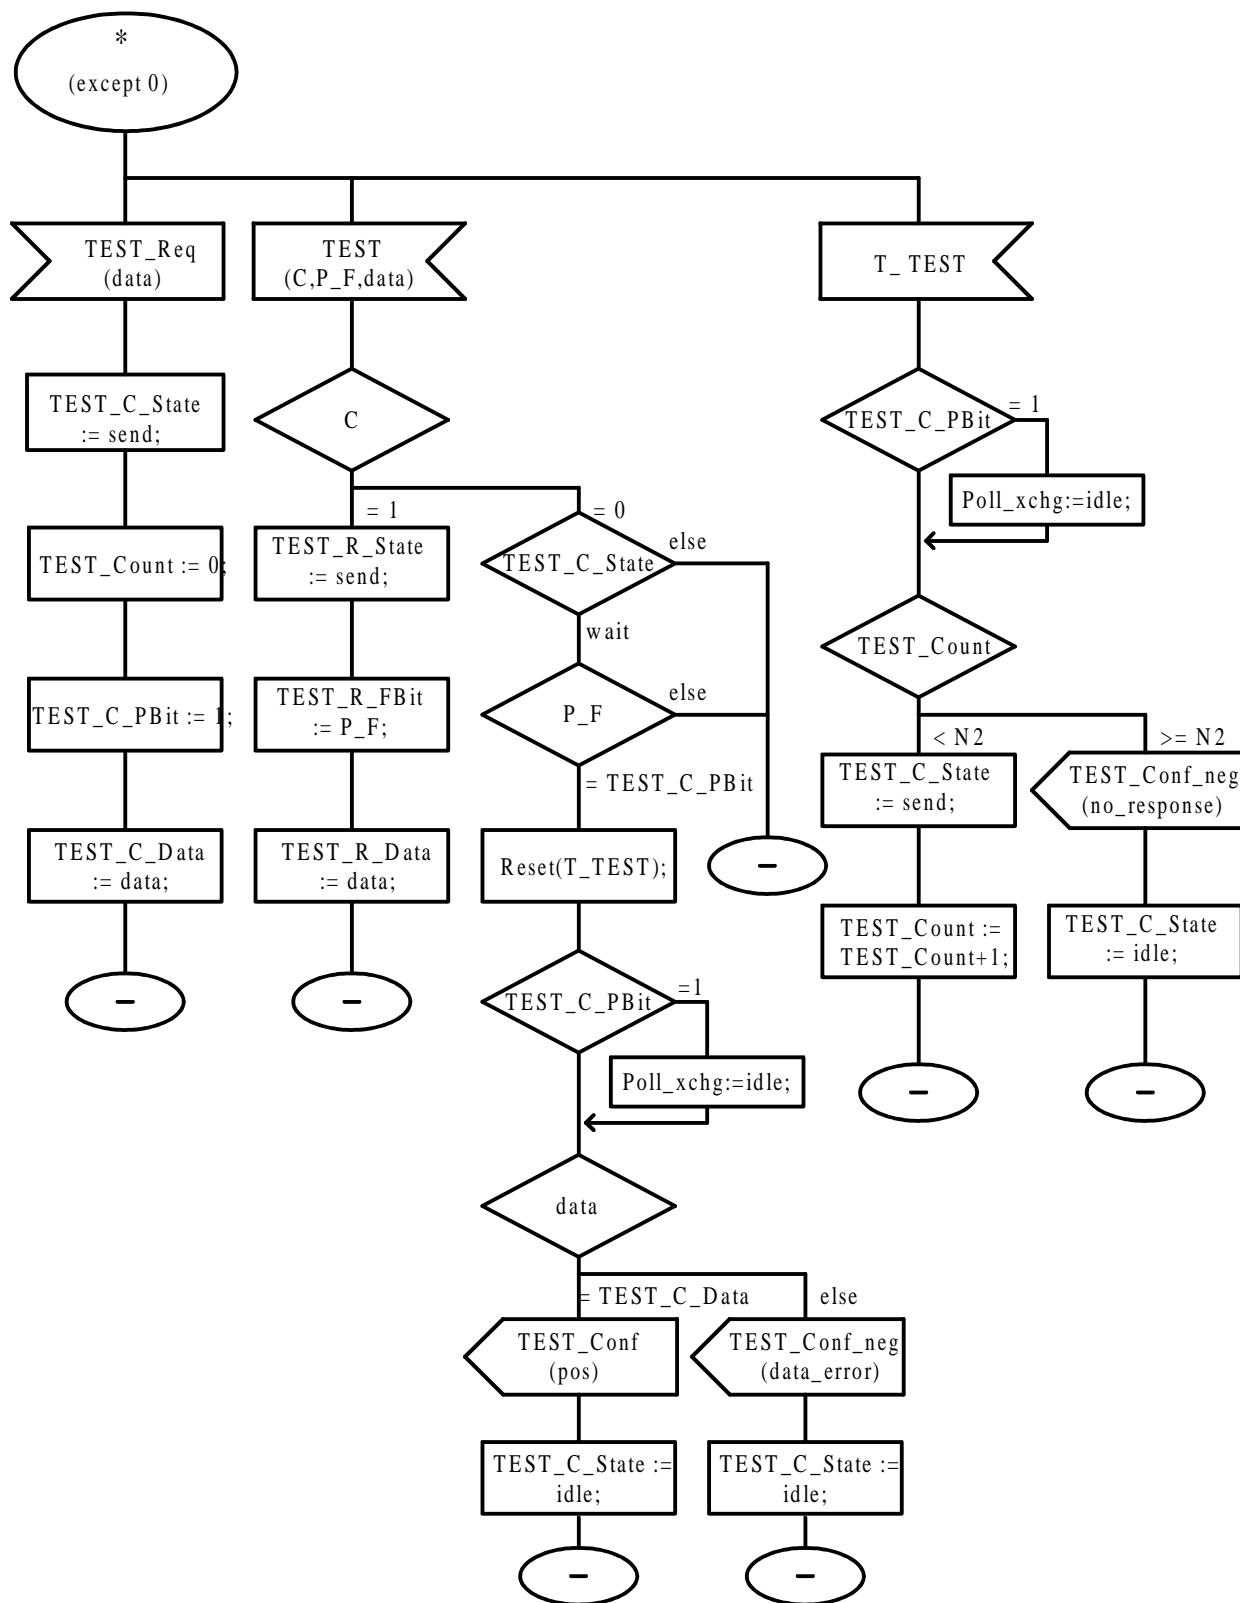 *
(except 0)
TEST_Req
(data)
TEST
(C,P_F,data)
T_ TEST
TEST_C_State
:= send;
C
TEST_C_PBit
= 1
Poll_xchg:=idle;
TEST_Count := 0;
= 1
TEST_R_State
:= send;
= 0
TEST_C_State
else
wait
TEST_Count
TEST_C_PBit := 1;
TEST_R_FBit
:= P_F;
P_F
else
= TEST_C_PBit
< N2
>= N2
TEST_C_State
:= send;
TEST_Conf_neg
(no_response)
TEST_C_Data
:= data;
TEST_R_Data
:= data;
Reset(T_TEST);
–
TEST_Count :=
TEST_Count+1;
TEST_C_State
:= idle;
–
–
TEST_C_PBit
=1
Poll_xchg:=idle;
–
–
data
= TEST_C_Data
else
TEST_Conf
(pos)
TEST_Conf_neg
(data_error)
TEST_C_State :=
idle;
TEST_C_State :=
idle;
–
–